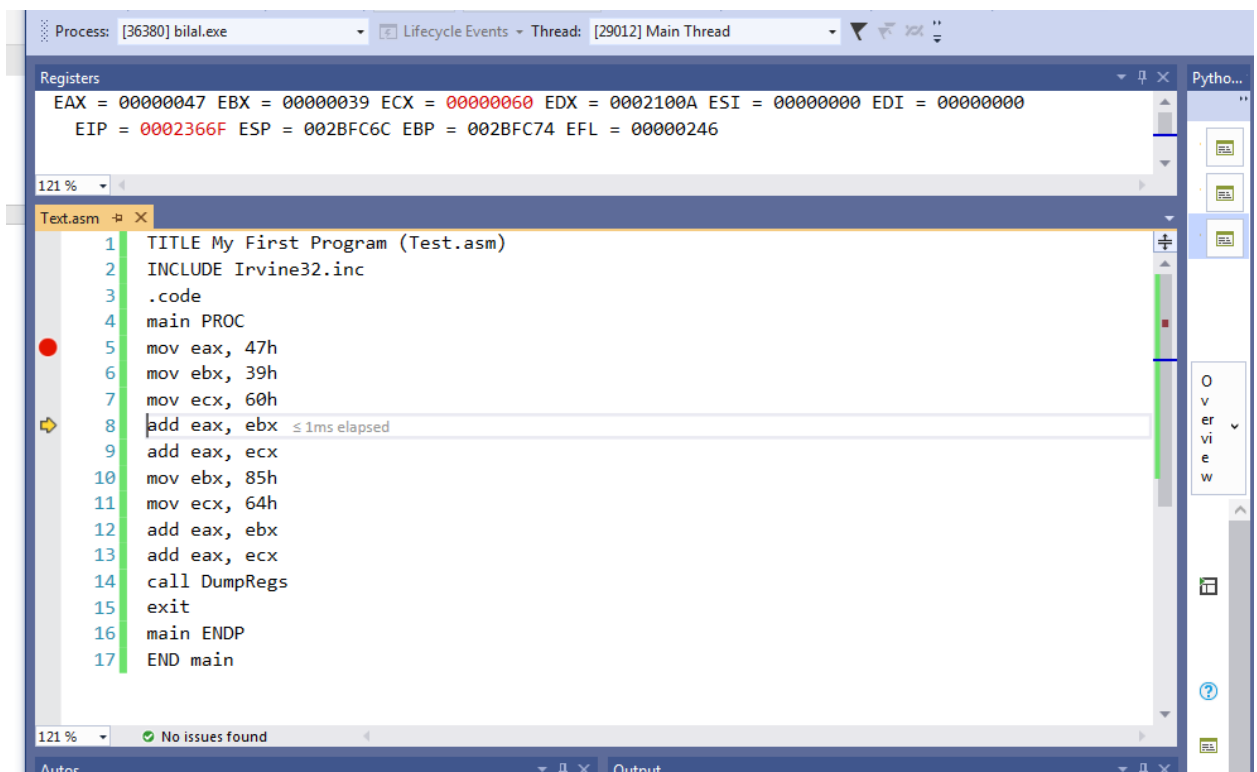 Process: [36380] bilal.exe Lifecycle Events Thread: [29012] Main Thread
Registers Pytho...
EAX = 00000047 EBX = 00000039 ECX = 00000060 EDX = 0002100A ESI = 00000000 EDI = 00000000
EIP = 0002366F ESP = 002BFC6C EBP = 002BFC74 EFL = 00000246
121 %
Text.asm
1 TITLE My First Program (Test.asm)
2 INCLUDE Irvine32.inc
3 .code
4 main PROC
5 mov eax, 47h
6 mov ebx, 39h
7 mov ecx, 60h
8 add eax, ebx ≤ 1ms elapsed
9 add eax, ecx
10 mov ebx, 85h
11 mov ecx, 64h
12 add eax, ebx
13 add eax, ecx
14 call DumpRegs
15 exit
16 main ENDP
17 END main
O
v
er
vi
e
w
121 % No issues found
Autos Output